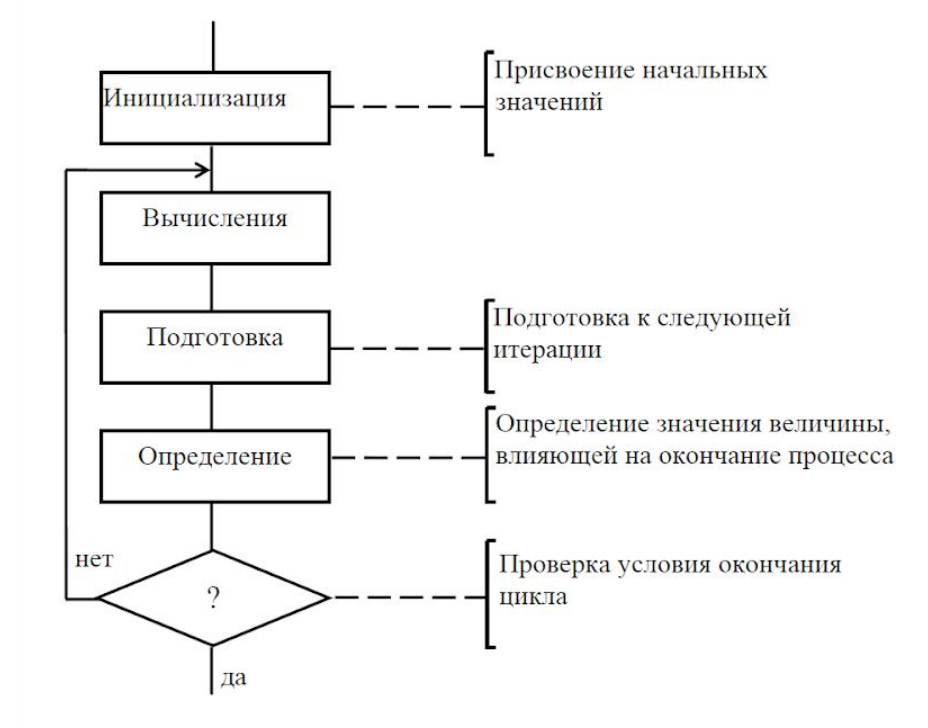 Инициализация
Присвоение начальных
значений
Вычисления
Подготовка
Подготовка к следующей
итерации
Определение
Определение значения величины,
влияющей на окончание процесса
нет
?
Проверка условия окончания
цикла
да